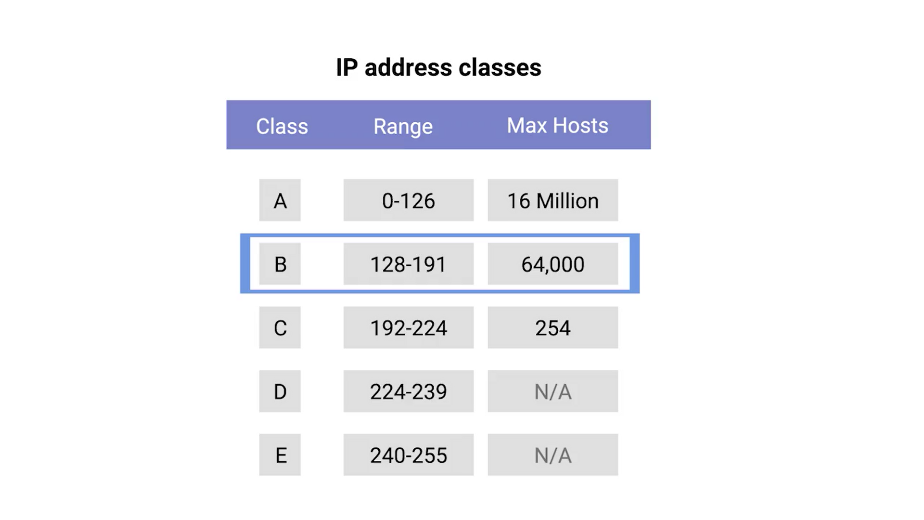 IP address classes
Class Range Max Hosts
A 0-126 16 Million
B 128-191 64,000
C 192-224 254
D 224-239 N/A
E 240-255 N/A